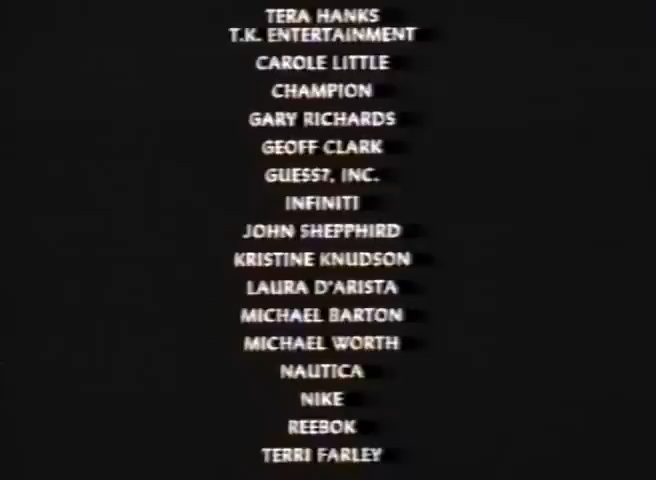 TERA HANKS
T.K. ENTERTAINMENT
CAROLE LITTLE
CHAMPION
GARY RICHARDS
GEOFF CLARK
GUESS?, INC.
INFINITI
JOHN SHEPPHIRD
KRISTINE KNUDSON
LAURA D'ARISTA
MICHAEL BARTON
MICHAEL WORTH
NAUTICA
NIKE
REEBOK
TERRI FARLEY